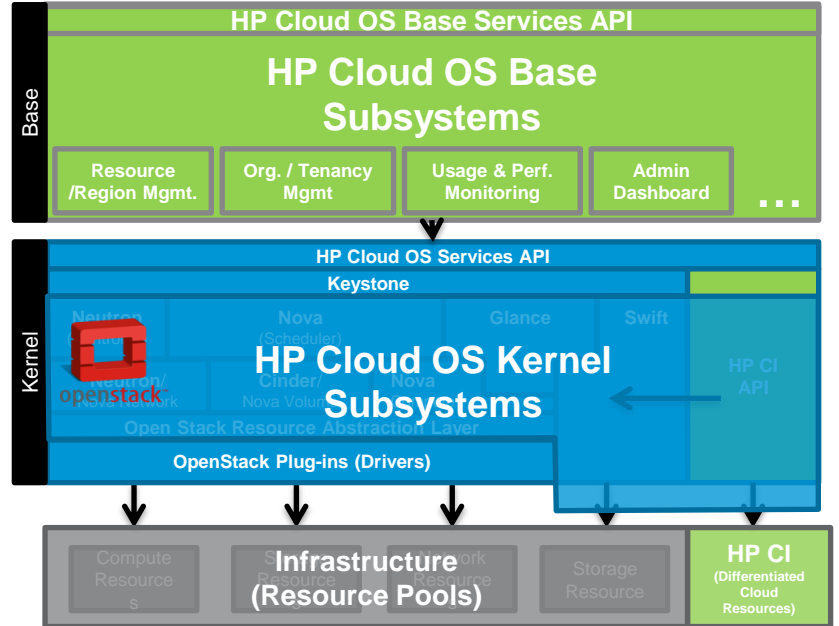 HP Cloud OS Base Services API
Base
HP Cloud OS Base
Subsystems
Resource
/Region Mgmt.
Org. / Tenancy
Mgmt
Usage & Perf.
Monitoring
Admin
Dashboard
...
HP Cloud OS Services API
Keystone
Kernel
Neutron
Nova
(Scheduler)
Glance
Swift
openstack
HP Cloud OS Kernel
Subsystems
HP CI
API
Neutron/
Nova Network
Cinder/
Nova
Open Stack Resource Abstraction Layer
OpenStack Plug-ins (Drivers)
Infrastructure
(Resource Pools)
Compute
Resource
s
Storage
Resource
HP CI
(Differentiated
Cloud
Resources)